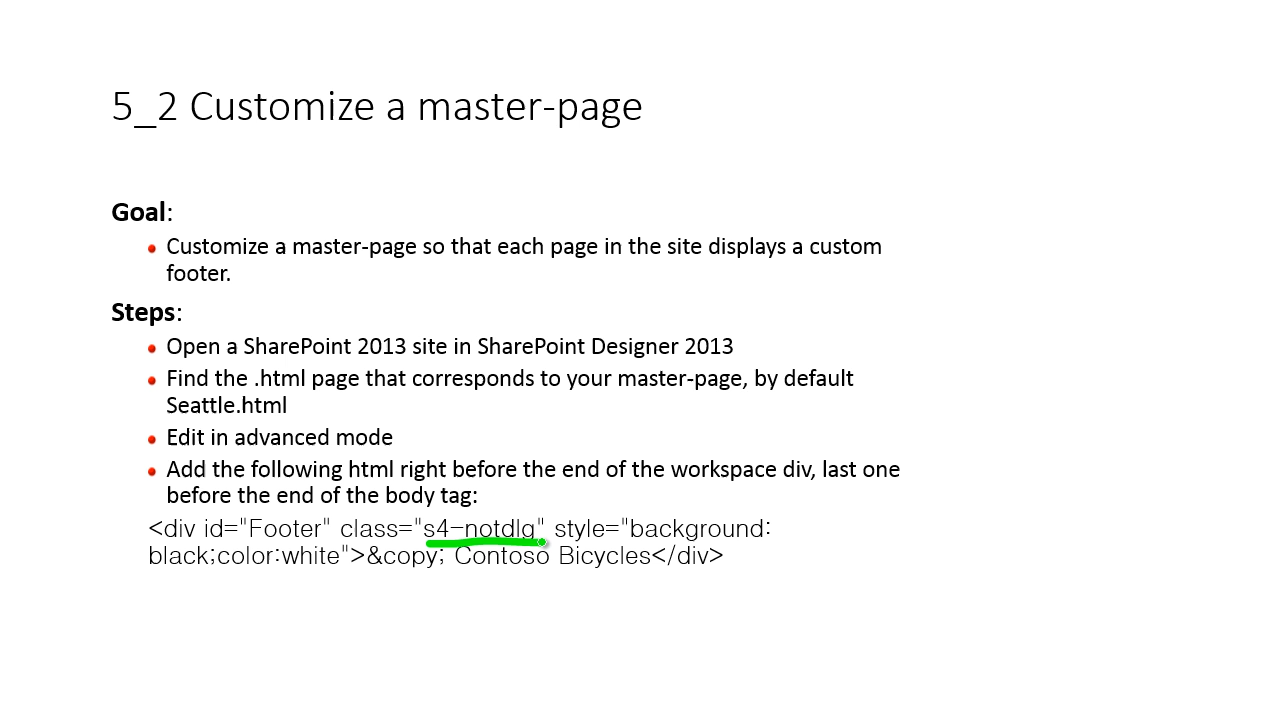 5_2 Customize a master-page
Goal:
Customize a master-page so that each page in the site displays a custom
footer.
Steps:
Open a SharePoint 2013 site in SharePoint Designer 2013
Find the .html page that corresponds to your master-page, by default
Seattle.html
Edit in advanced mode
Add the following html right before the end of the workspace div, last one
before the end of the body tag:
<div id="Footer" class="s4-notdlg" style="background:
black;color:white">&copy; Contoso Bicycles</div>